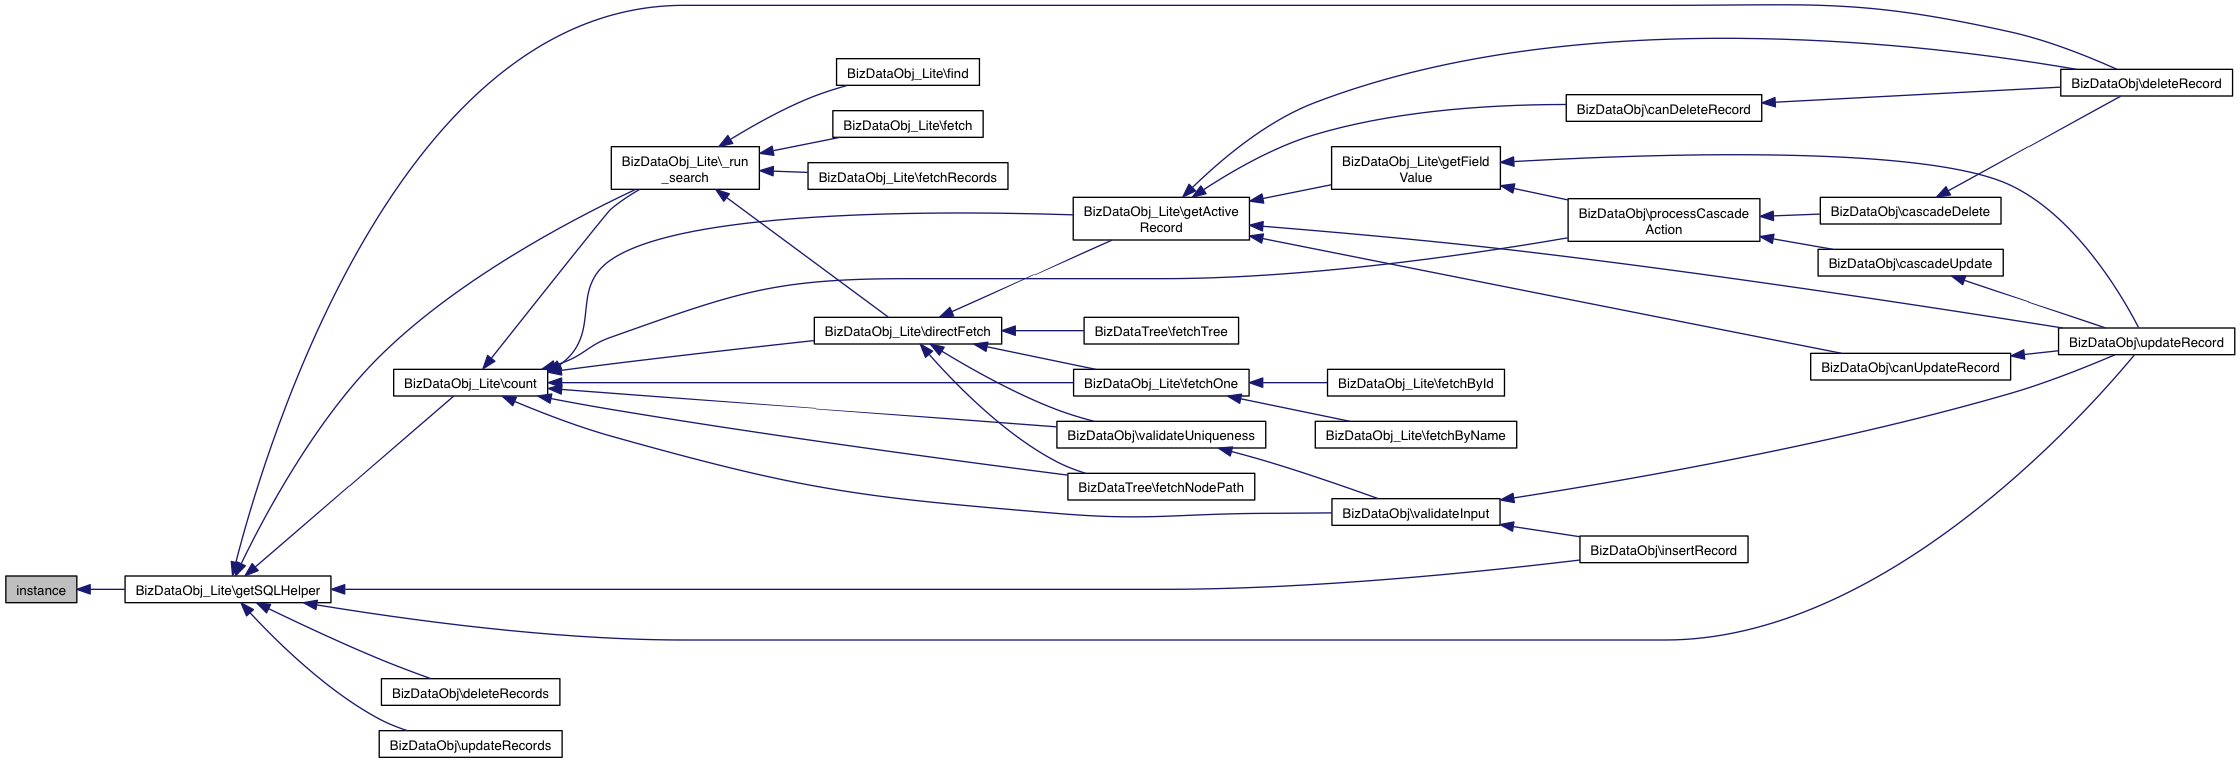 instance
BizDataObj_Lite\getSQLHelper
BizDataObj_Lite\count
BizDataObj\deleteRecords
BizDataObj\updateRecords
BizDataObj_Lite\_run
_search
BizDataObj_Lite\find
BizDataObj_Lite\fetch
BizDataObj_Lite\fetchRecords
BizDataObj_Lite\directFetch
BizDataObj_Lite\getActive
Record
BizDataTree\fetchTree
BizDataObj_Lite\fetchOne
BizDataObj\validateUniqueness
BizDataTree\fetchNodePath
BizDataObj_Lite\getField
Value
BizDataObj_Lite\fetchById
BizDataObj_Lite\fetchByName
BizDataObj\validateInput
BizDataObj\canDeleteRecord
BizDataObj\processCascade
Action
BizDataObj\insertRecord
BizDataObj\cascadeDelete
BizDataObj\cascadeUpdate
BizDataObj\canUpdateRecord
BizDataObj\deleteRecord
BizDataObj\updateRecord